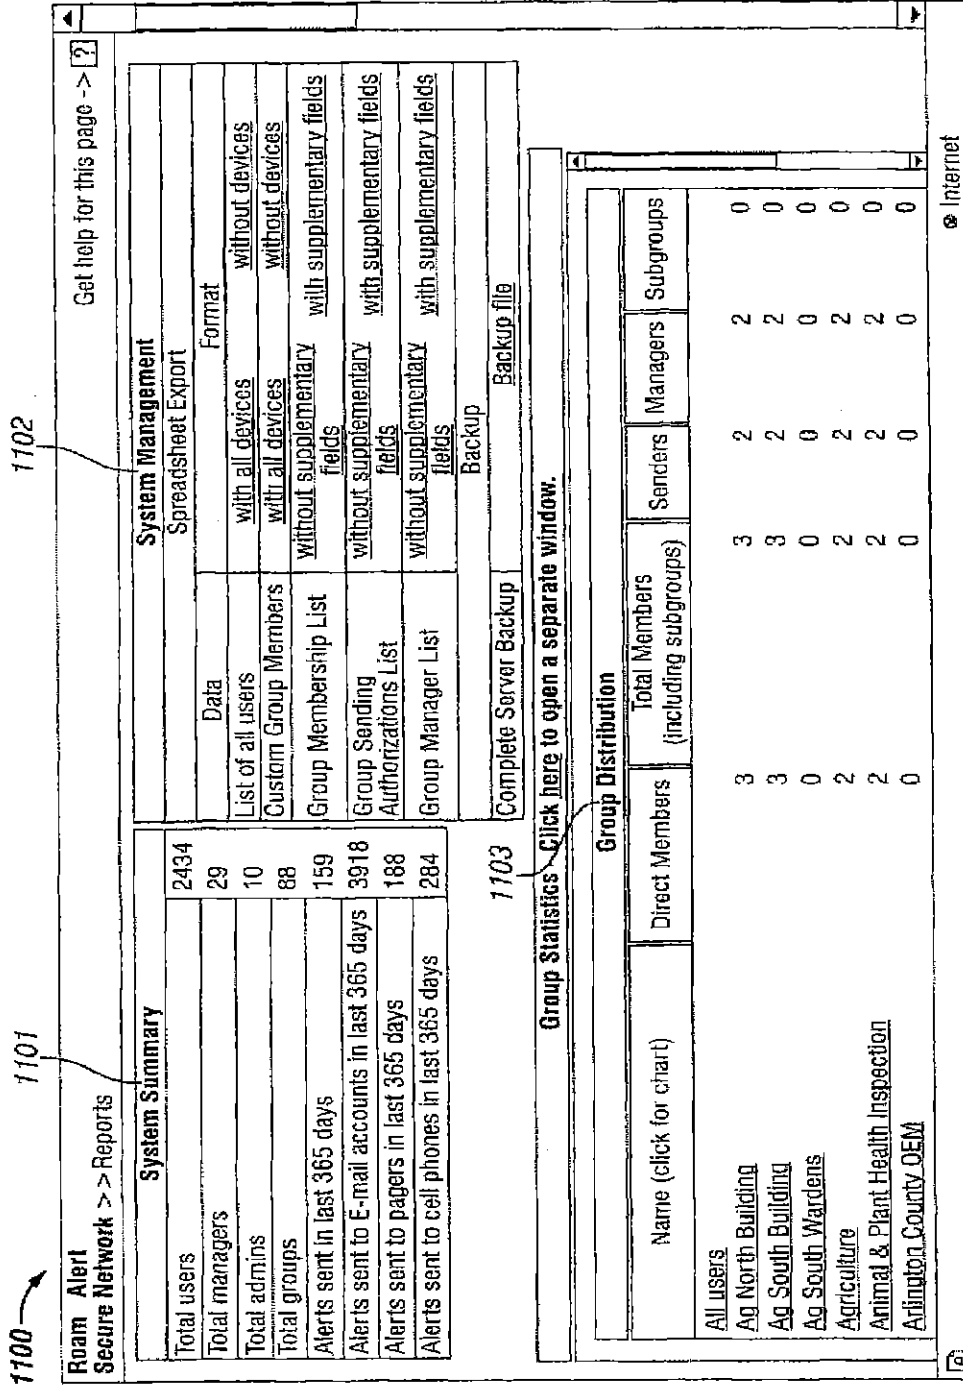 1100
1101
1102
Roam Alert
Secure Network > >Reports
Get help for this page -> ?
System Summary
Total users 2434
Total managers 29
Total admins 10
Total groups 88
Alerts sent in last 365 days 159
Alerts sent to E-mail accounts in last 365 days 3918
Alerts sent to pagers in last 365 days 188
Alerts sent to cell phones in last 365 days 284
System Management
Spreadsheet Export
Data Format
List of all users with all devices without devices
Custom Group Members with all devices without devices
Group Membership List without supplementary fields with supplementary fields
Group Sending Authorizations List without supplementary fields with supplementary fields
Group Manager List without supplementary fields with supplementary fields
Backup
Complete Server Backup Backup file
1103
Group Statistics - Click here to open a separate window.
Group Distribution
Name (click for chart) Direct Members Total Members (including subgroups) Senders Managers Subgroups
All users
Ag North Building 3 3 2 2 0
Ag South Building 3 3 2 2 0
Ag South Wardens 0 0 0 0 0
Agriculture 2 2 2 2 0
Animal & Plant Health Inspection 2 2 2 2 0
Arlington County OEM 0 0 0 0 0
Internet